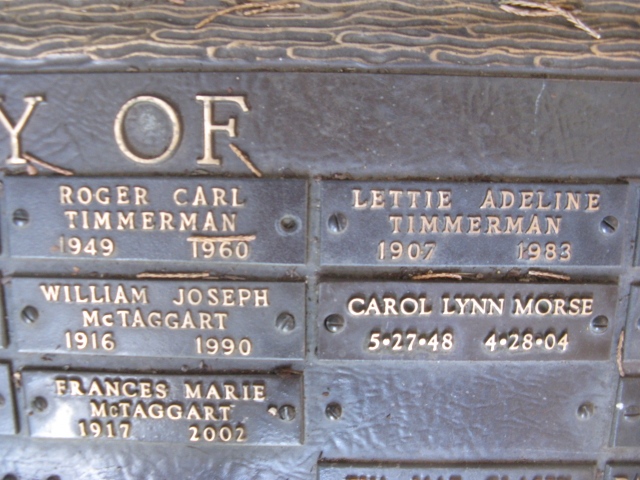 Y OF
ROGER CARL
TIMMERMAN
1949 1960
LETTIE ADELINE
TIMMERMAN
1907 1983
WILLIAM JOSEPH
McTAGGART
1916 1990
CAROL LYNN MORSE
5•27•48 4•28•04
FRANCES MARIE
McTAGGART
1917 2002